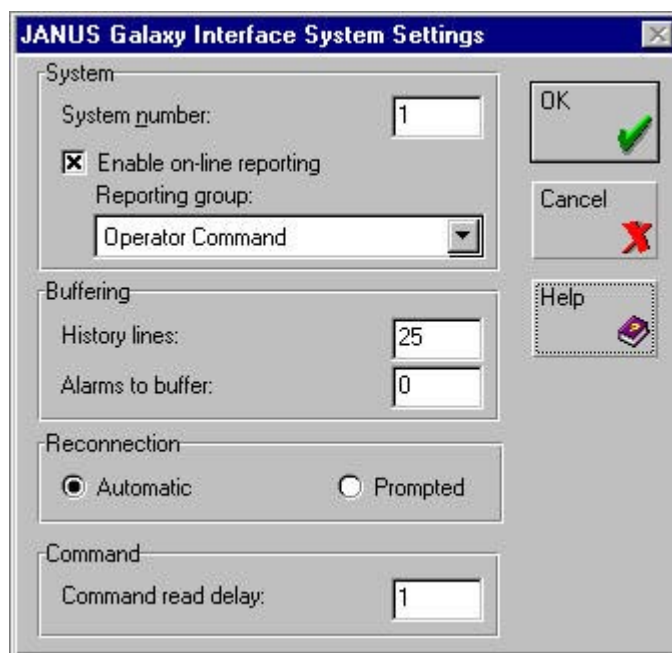 JANUS Galaxy Interface System Settings
System
System number: 1
Enable on-line reporting
Reporting group:
Operator Command
OK
Cancel
Help
Buffering
History lines: 25
Alarms to buffer: 0
Reconnection
Automatic Prompted
Command
Command read delay: 1